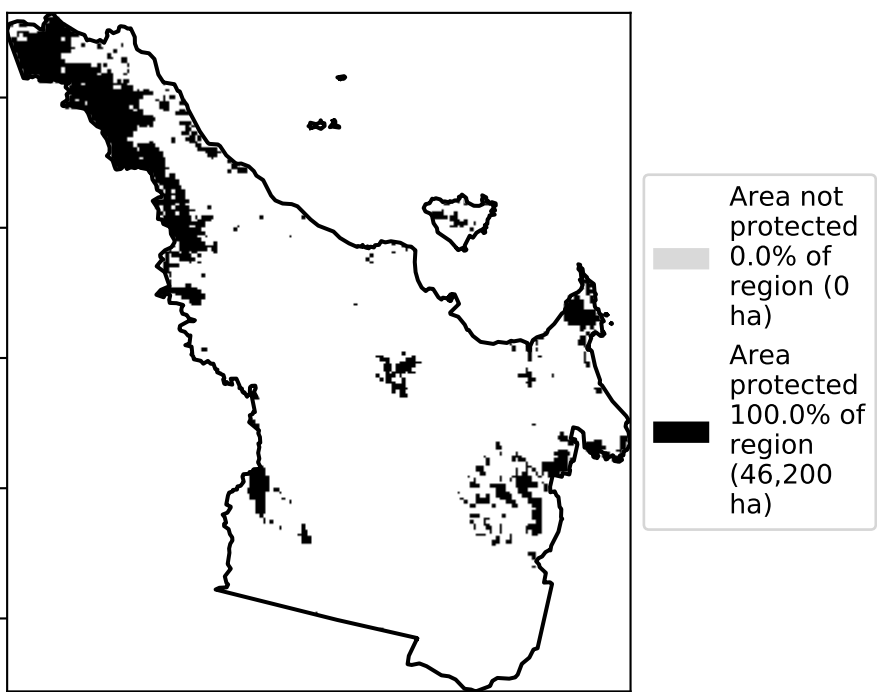 Area not
protected
0.0% of
region (0
ha)
Area
protected
100.0% of
region
(46,200
ha)